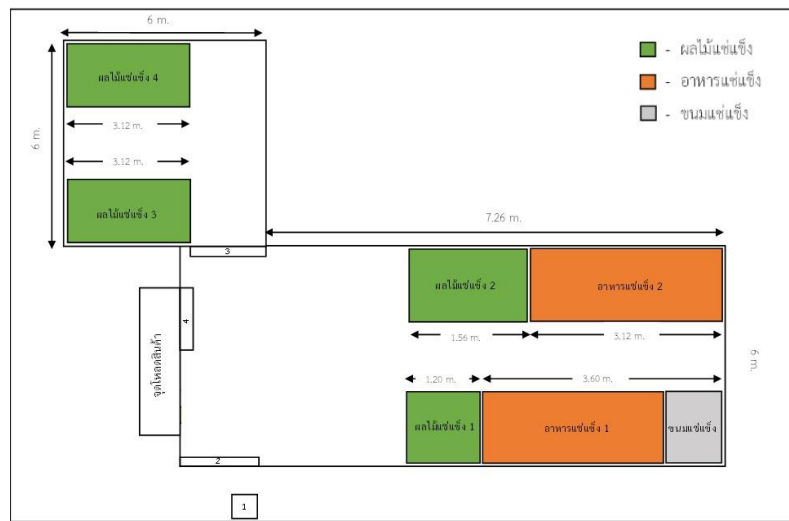 6 m.
ผลไม้แช่แข็ง 4
- ผลไม้แช่แข็ง
- อาหารแช่แข็ง
- ขนมแช่แข็ง
3.12 m.
6 m.
3.12 m.
ผลไม้แช่แข็ง 3
7.26 m.
3
ผลไม้แช่แข็ง 2
อาหารแช่แข็ง 2
4
จุดโหลดสินค้า
1.56 m.
3.12 m.
6 m.
1.20 m.
3.60 m.
ผลไม้แช่แข็ง 1
อาหารแช่แข็ง 1
ขนมแช่แข็ง
2
1